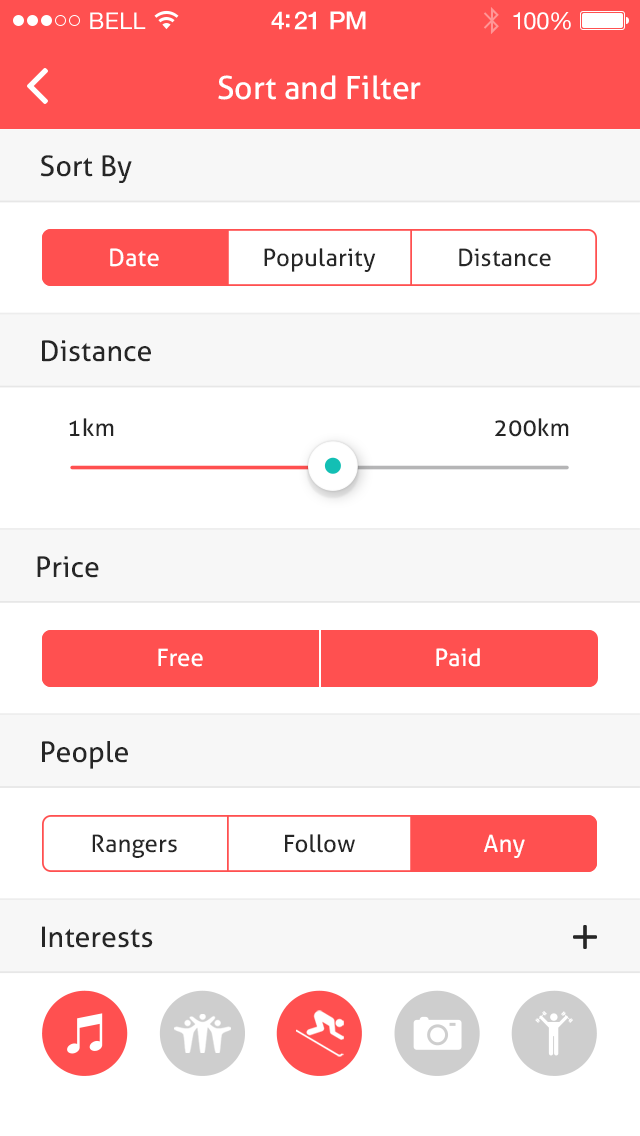 BELL 4:21 PM 100%
Sort and Filter
Sort By
Date Popularity Distance
Distance
1km 200km
Price
Free Paid
People
Rangers Follow Any
Interests +